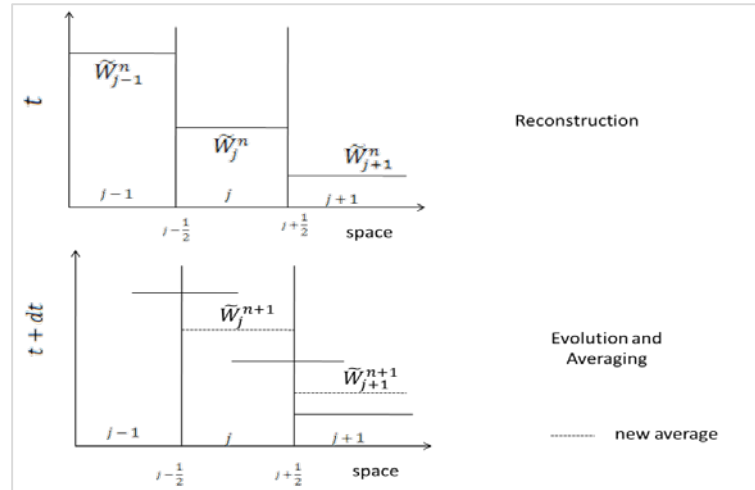 t
W̃ⁿⱼ₋₁
W̃ⁿⱼ
W̃ⁿⱼ₊₁
Reconstruction
j − 1
j
j + 1
j−1/2
j+1/2
space
t + dt
W̃ⱼⁿ⁺¹
W̃ⱼ₊₁ⁿ⁺¹
Evolution and
Averaging
new average
j − 1
j
j + 1
j−1/2
j+1/2
space